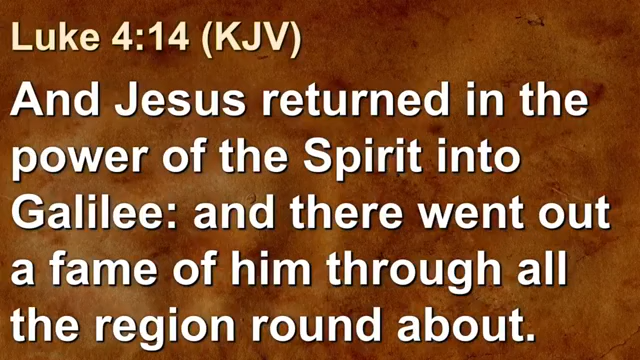 Luke 4:14 (KJV)
And Jesus returned in the
power of the Spirit into
Galilee: and there went out
a fame of him through all
the region round about.